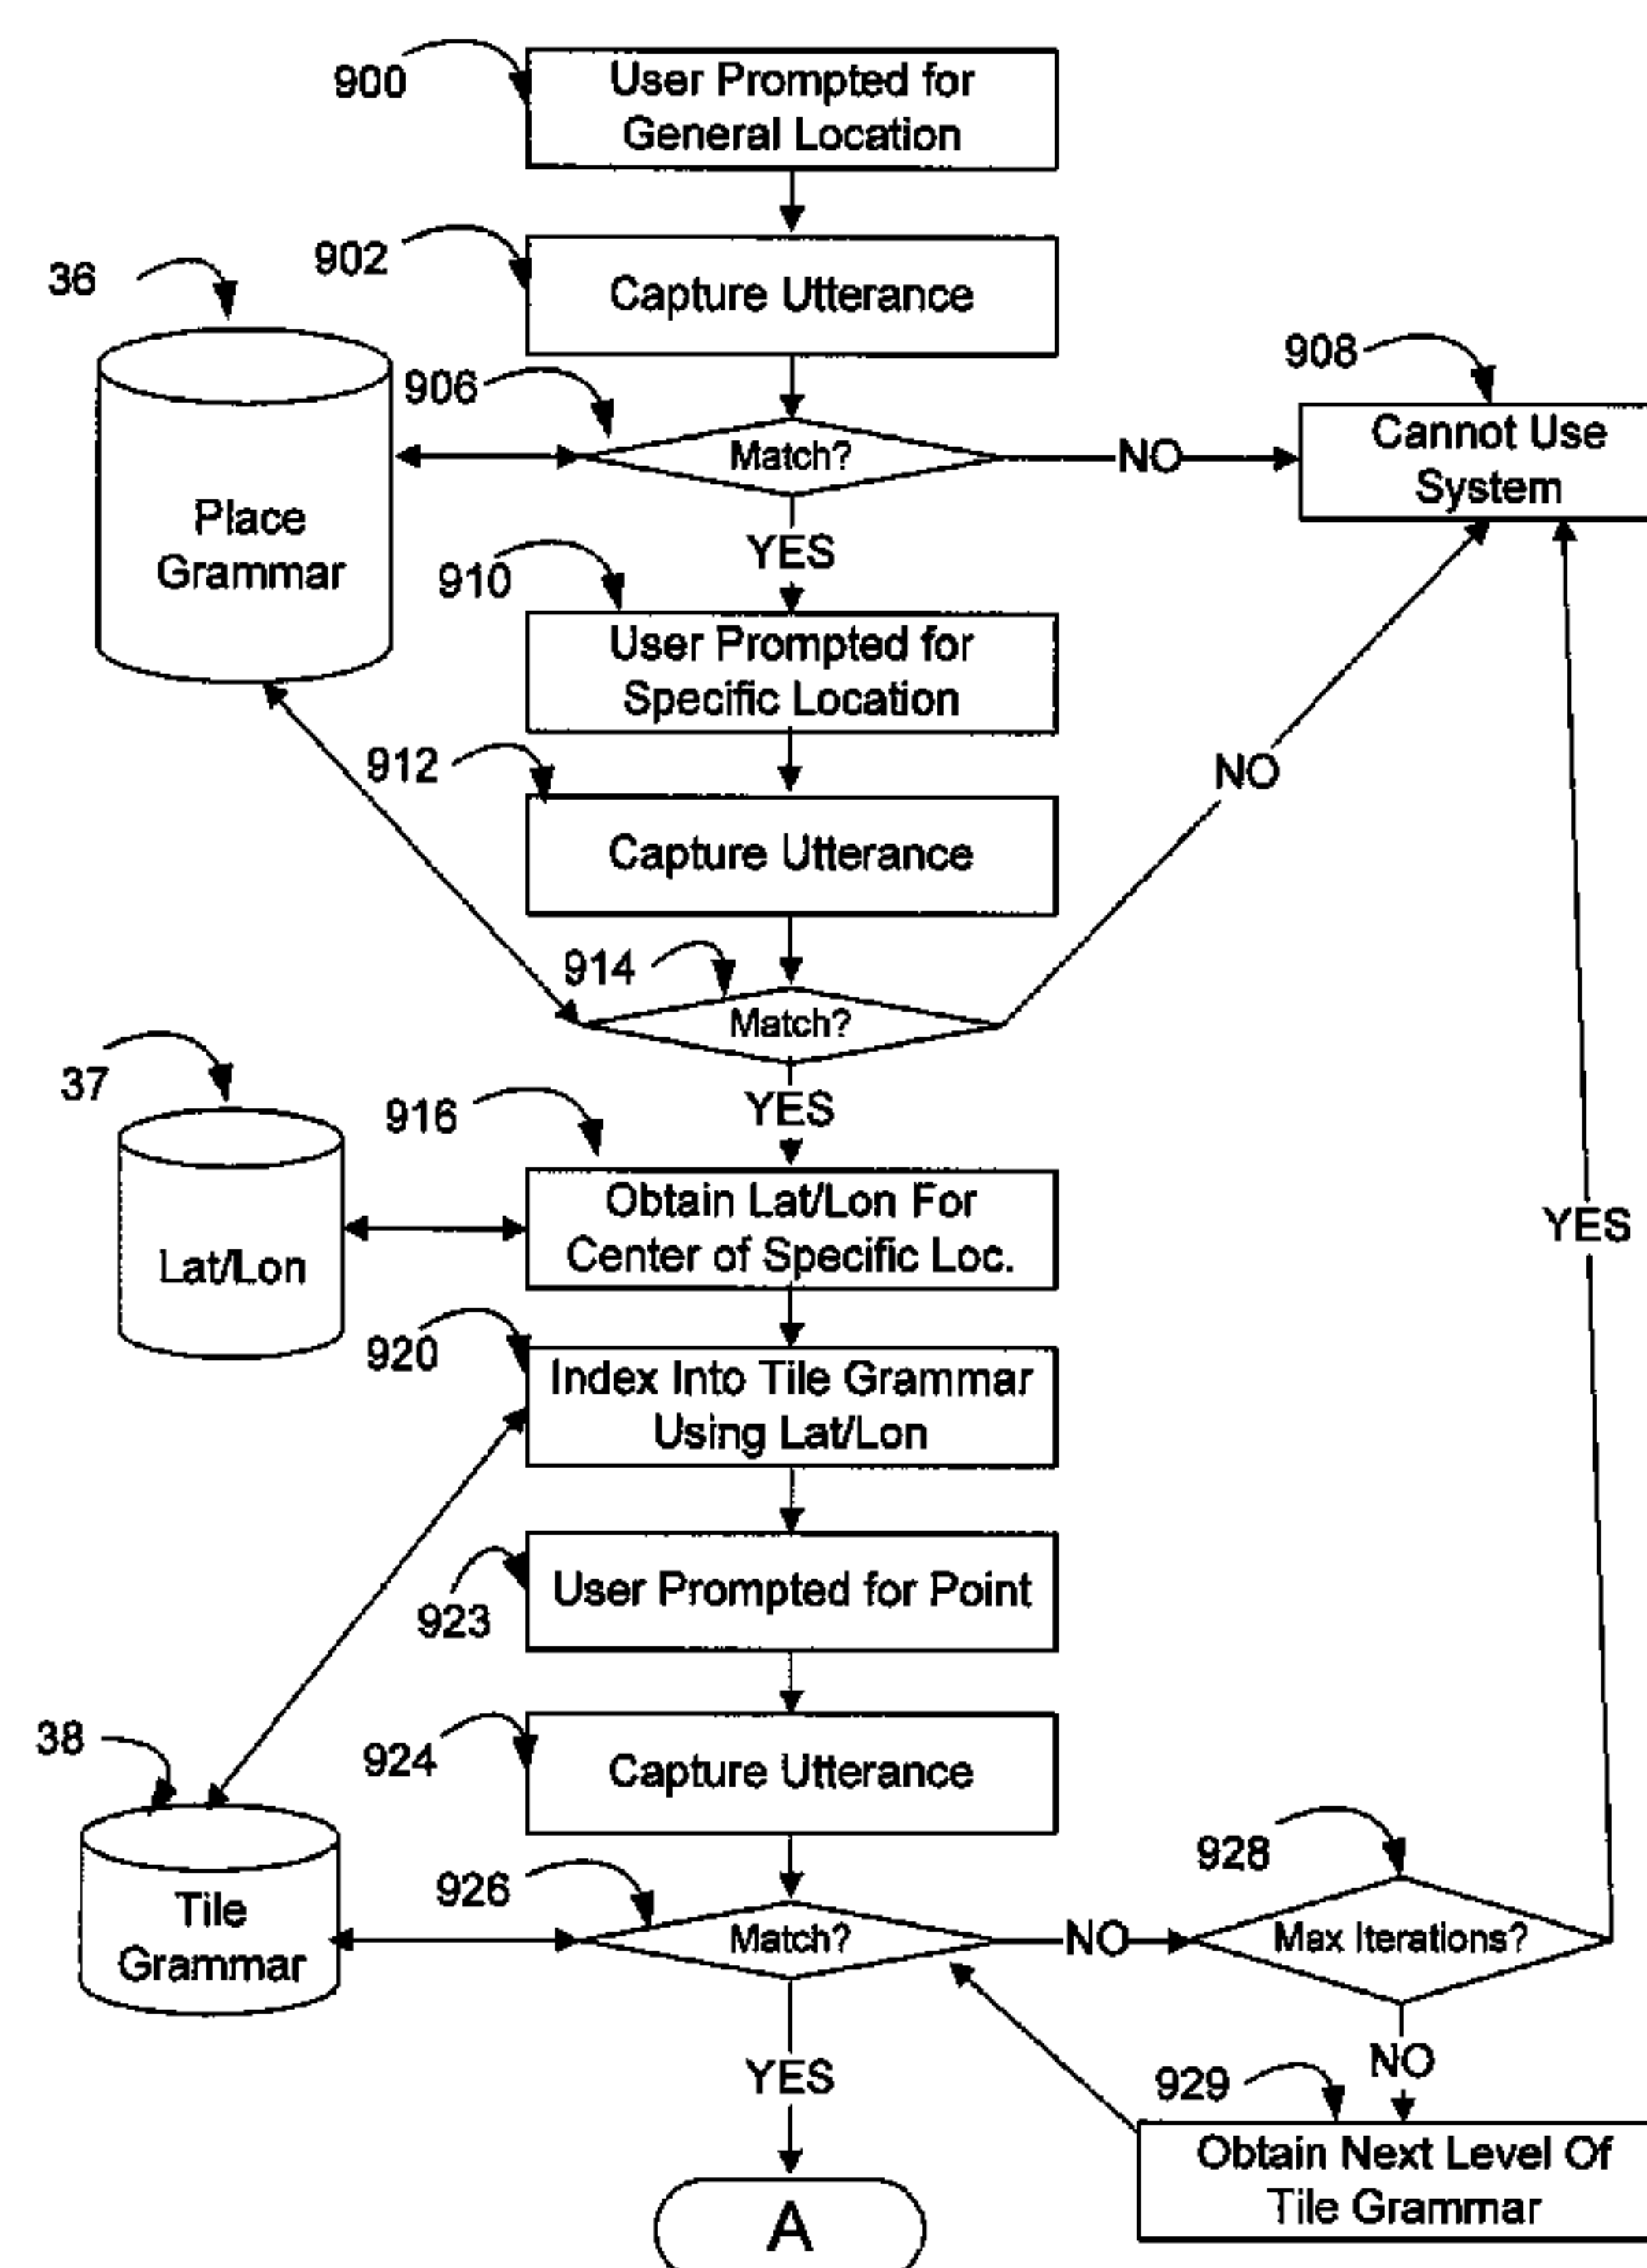 900
User Prompted for
General Location
902
Capture Utterance
36
Place
Grammar
906
Match?
NO
908
Cannot Use
System
YES
910
User Prompted for
Specific Location
912
Capture Utterance
NO
914
Match?
37
Lat/Lon
YES
916
Obtain Lat/Lon For
Center of Specific Loc.
YES
920
Index Into Tile Grammar
Using Lat/Lon
923
User Prompted for Point
38
Tile
Grammar
924
Capture Utterance
926
Match?
NO
928
Max Iterations?
YES
NO
929
Obtain Next Level Of
Tile Grammar
A